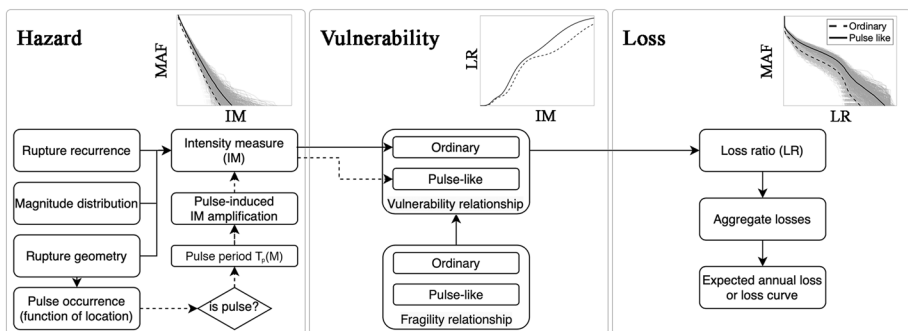 Hazard
MAF
IM
Rupture recurrence
Magnitude distribution
Rupture geometry
Pulse occurrence
(function of location)
Intensity measure
(IM)
Pulse-induced
IM amplification
Pulse period Tp(M)
is pulse?
Vulnerability
LR
IM
Ordinary
Pulse-like
Vulnerability relationship
Ordinary
Pulse-like
Fragility relationship
Loss
Ordinary
Pulse like
MAF
LR
Loss ratio (LR)
Aggregate losses
Expected annual loss
or loss curve